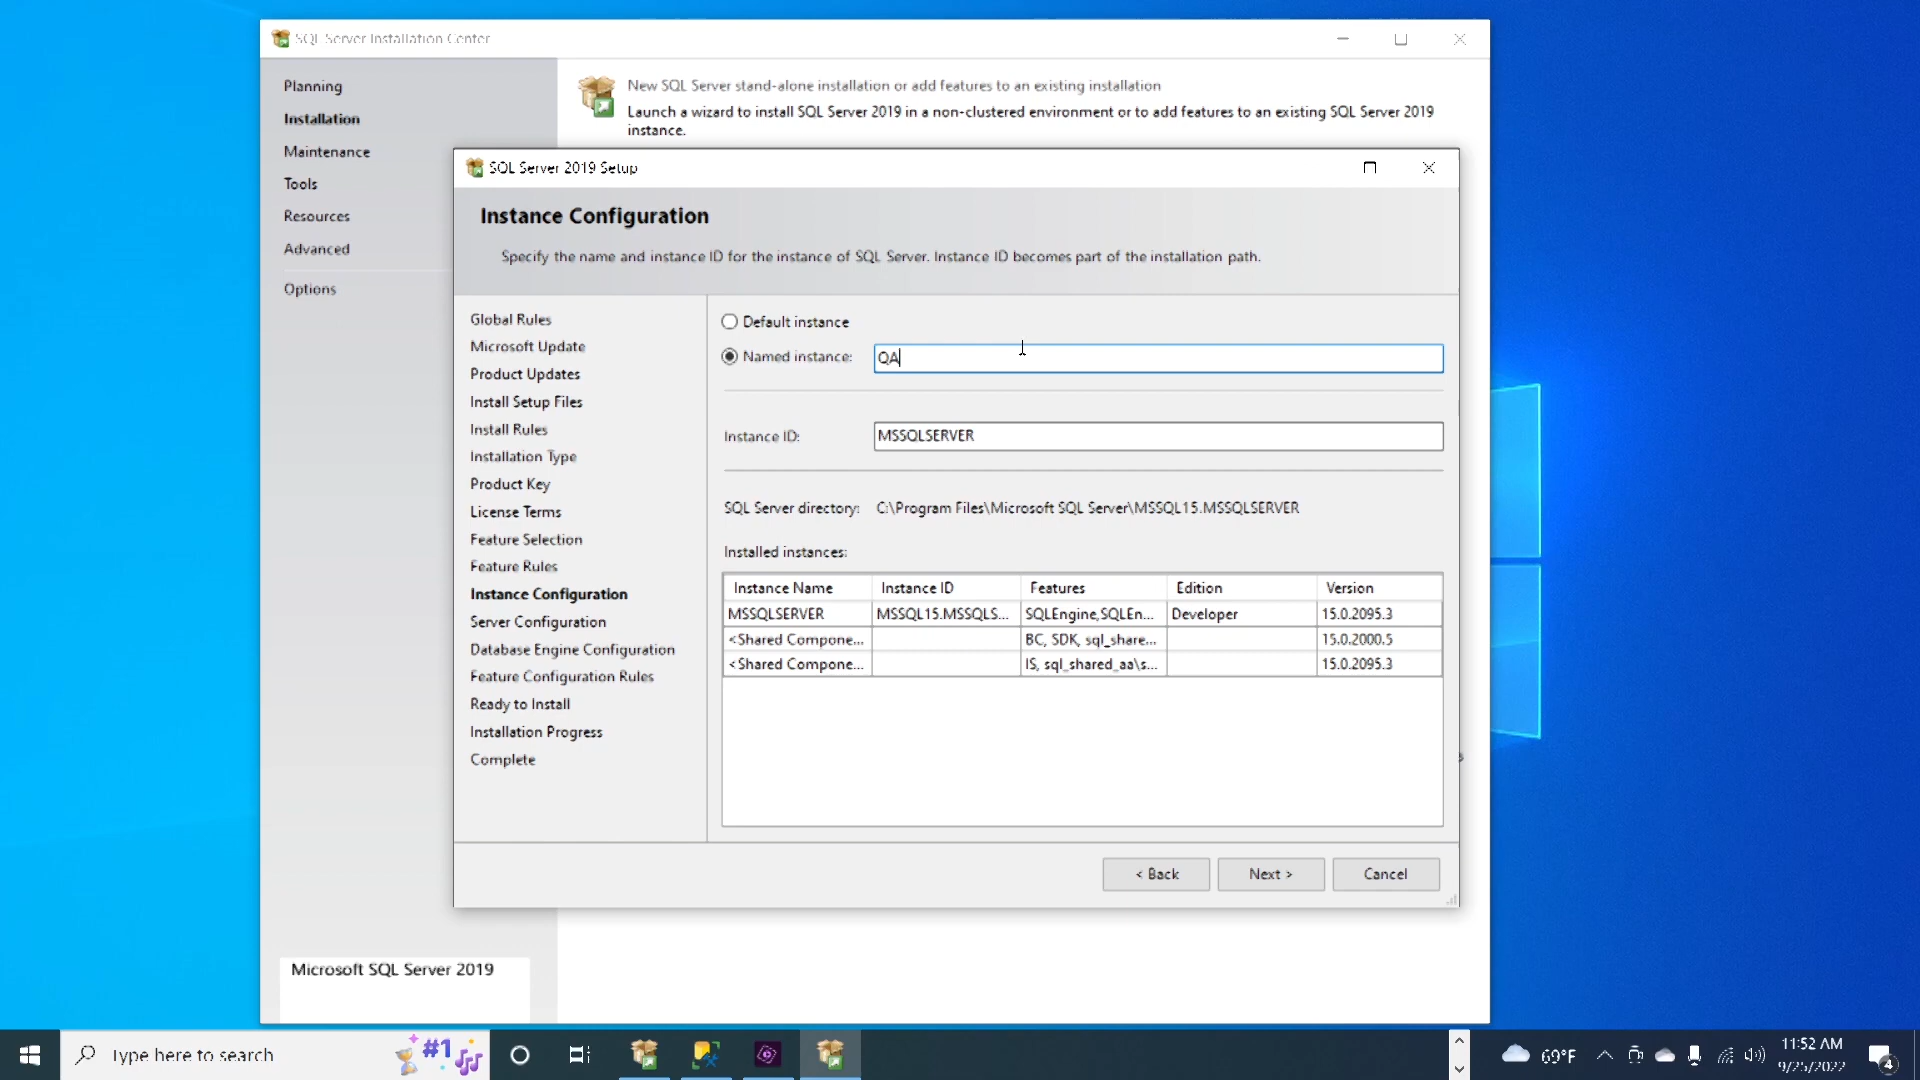 SQL Server Installation Center
Planning
Installation
Maintenance
Tools
Resources
Advanced
Options
New SQL Server stand-alone installation or add features to an existing installation
Launch a wizard to install SQL Server 2019 in a non-clustered environment or to add features to an existing SQL Server 2019
instance.
SQL Server 2019 Setup
Instance Configuration
Specify the name and instance ID for the instance of SQL Server. Instance ID becomes part of the installation path.
Global Rules
Microsoft Update
Product Updates
Install Setup Files
Install Rules
Installation Type
Product Key
License Terms
Feature Selection
Feature Rules
Instance Configuration
Server Configuration
Database Engine Configuration
Feature Configuration Rules
Ready to Install
Installation Progress
Complete
Default instance
Named instance: QA
Instance ID: MSSQLSERVER
SQL Server directory: C:\Program Files\Microsoft SQL Server\MSSQL15.MSSQLSERVER
Installed instances:
Instance Name Instance ID Features Edition Version
MSSQLSERVER MSSQL15.MSSQLS... SQLEngine,SQLEn... Developer 15.0.2095.3
<Shared Compone... BC, SDK, sql_share... 15.0.2000.5
<Shared Compone... IS, sql_shared_aa\s... 15.0.2095.3
< Back Next > Cancel
Microsoft SQL Server 2019
Type here to search
#1
69°F
11:52 AM
9/25/2022
4